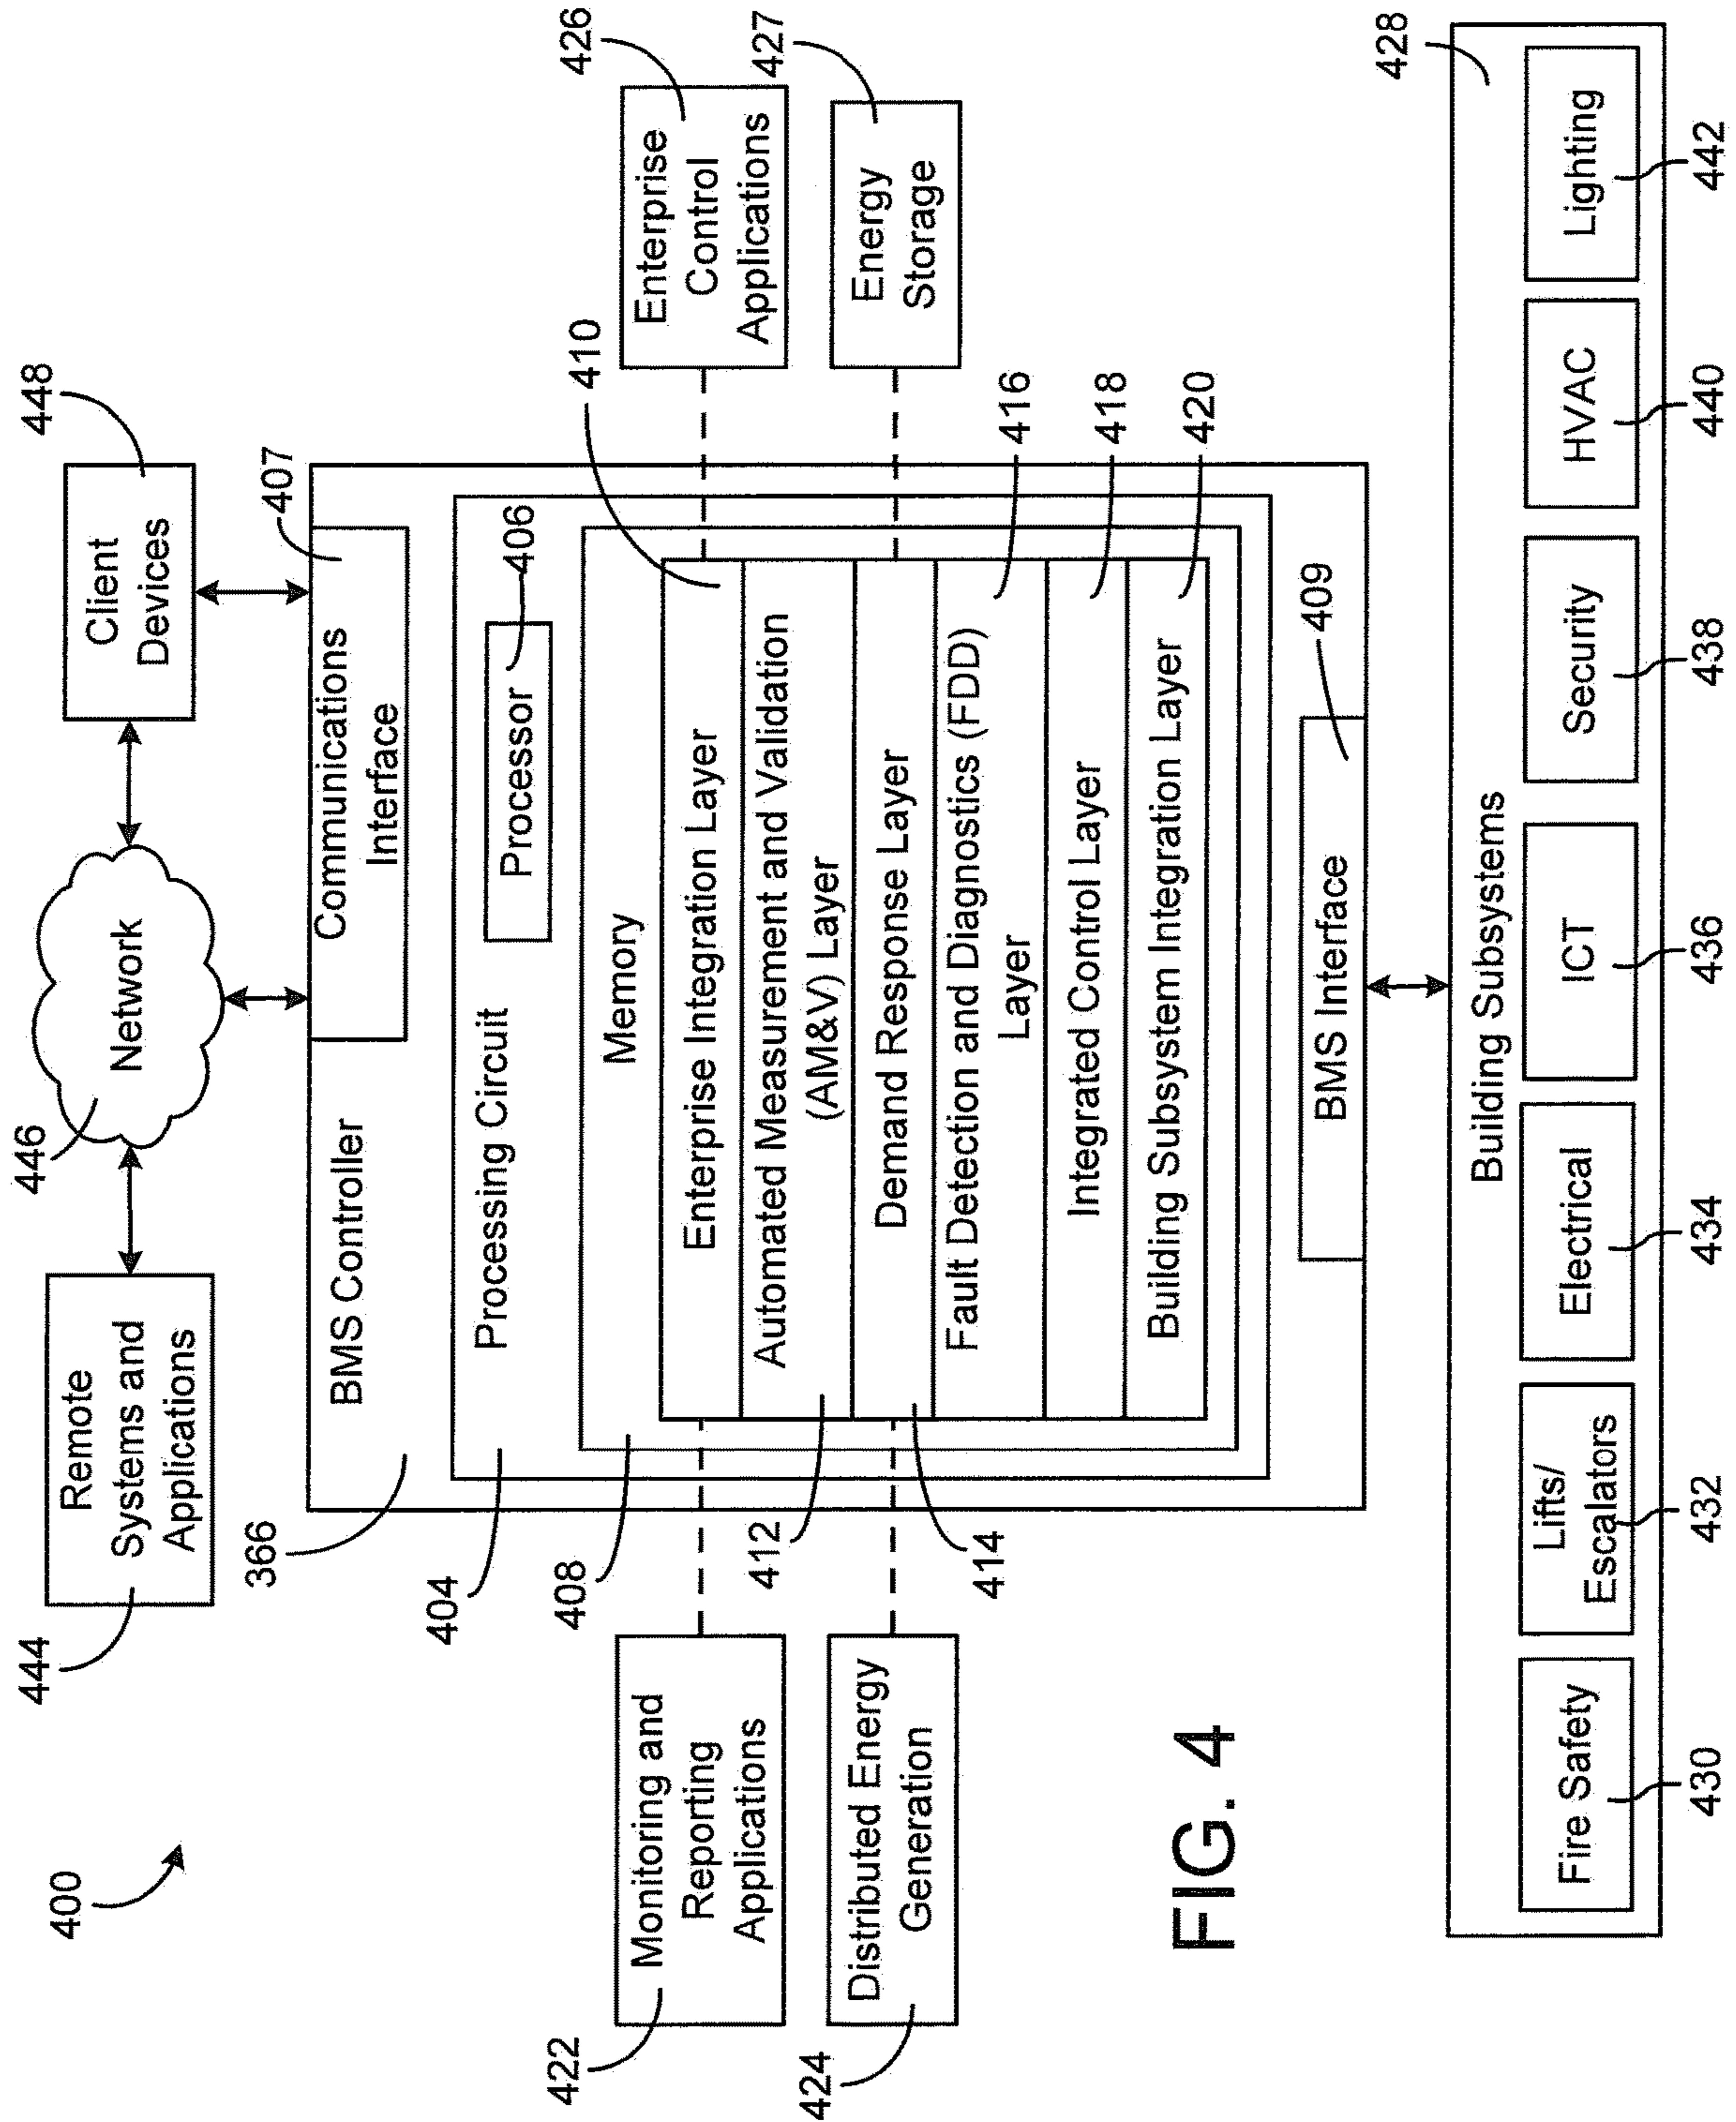 400
444
Remote
Systems and
Applications
446
Network
448
Client
Devices
366
BMS Controller
407
Communications
Interface
404
Processing Circuit
Processor
406
408
Memory
410
Enterprise Integration Layer
Automated Measurement and Validation
(AM&V) Layer
412
Demand Response Layer
414
Fault Detection and Diagnostics (FDD)
Layer
416
Integrated Control Layer
418
Building Subsystem Integration Layer
420
BMS Interface
409
422
Monitoring and
Reporting
Applications
424
Distributed Energy
Generation
426
Enterprise
Control
Applications
427
Energy
Storage
428
Building Subsystems
Fire Safety
Lifts/
Escalators
Electrical
ICT
Security
HVAC
Lighting
430
432
434
436
438
440
442
FIG. 4